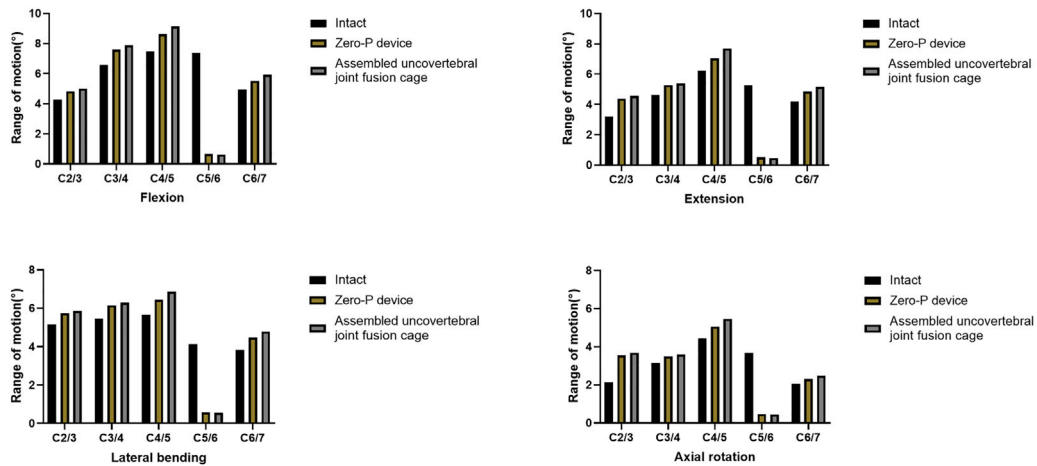 10
8
6
4
2
0
Range of motion(°)
C2/3 C3/4 C4/5 C5/6 C6/7
Flexion
Intact
Zero-P device
Assembled uncovertebral
joint fusion cage
10
8
6
4
2
0
Range of motion(°)
C2/3 C3/4 C4/5 C5/6 C6/7
Extension
Intact
Zero-P device
Assembled uncovertebral
joint fusion cage
8
6
4
2
0
Range of motion(°)
C2/3 C3/4 C4/5 C5/6 C6/7
Lateral bending
Intact
Zero-P device
Assembled uncovertebral
joint fusion cage
8
6
4
2
0
Range of motion(°)
C2/3 C3/4 C4/5 C5/6 C6/7
Axial rotation
Intact
Zero-P device
Assembled uncovertebral
joint fusion cage